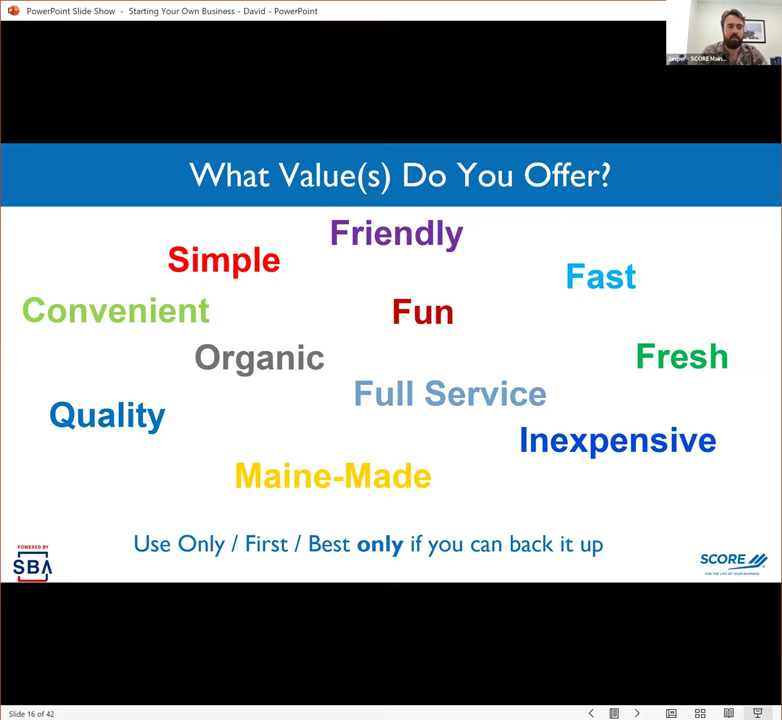 PowerPoint Slide Show - Starting Your Own Business - David - PowerPoint
Jasper - SCORE Main...
What Value(s) Do You Offer?
Friendly
Simple
Fast
Convenient
Fun
Organic
Fresh
Full Service
Quality
Inexpensive
Maine-Made
Use Only / First / Best only if you can back it up
POWERED BY
SBA
SCORE
FOR THE LIFE OF YOUR BUSINESS
Slide 16 of 42